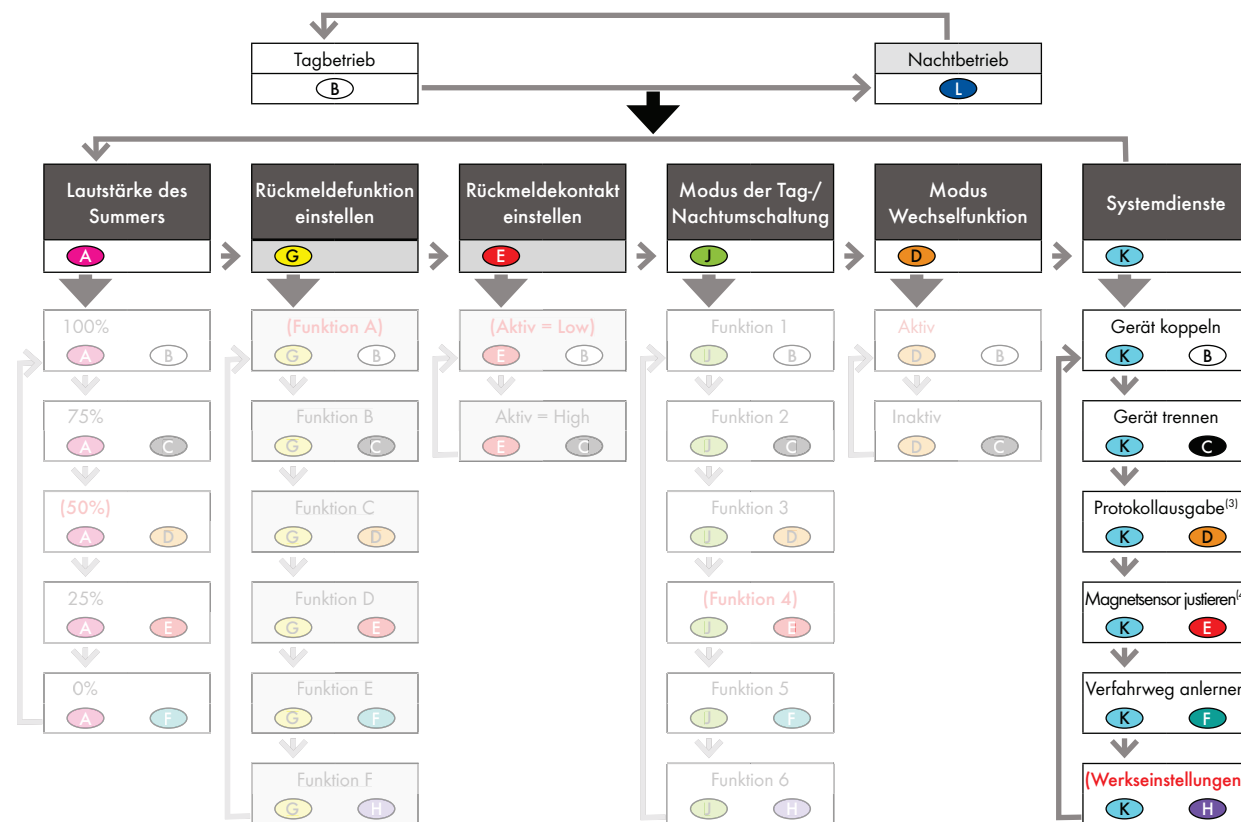 Tagbetrieb
B
Nachtbetrieb
L
Lautstärke des
Summers
A
Rückmeldefunktion
einstellen
G
Rückmeldekontakt
einstellen
E
Modus der Tag-/
Nachtumschaltung
J
Modus
Wechselfunktion
D
Systemdienste
K
100%
A B
75%
A C
(50%)
A D
25%
A E
0%
A F
(Funktion A)
G B
Funktion B
G C
Funktion C
G D
Funktion D
G E
Funktion E
G F
Funktion F
G H
(Aktiv = Low)
E B
Aktiv = High
E C
Funktion 1
J B
Funktion 2
J C
Funktion 3
J D
(Funktion 4)
J E
Funktion 5
J F
Funktion 6
J H
Aktiv
D B
Inaktiv
D C
Gerät koppeln
K B
Gerät trennen
K C
Protokollausgabe(3)
K D
Magnetsensor justieren(4
K E
Verfahrweg anlernen
K F
(Werkseinstellungen
K H